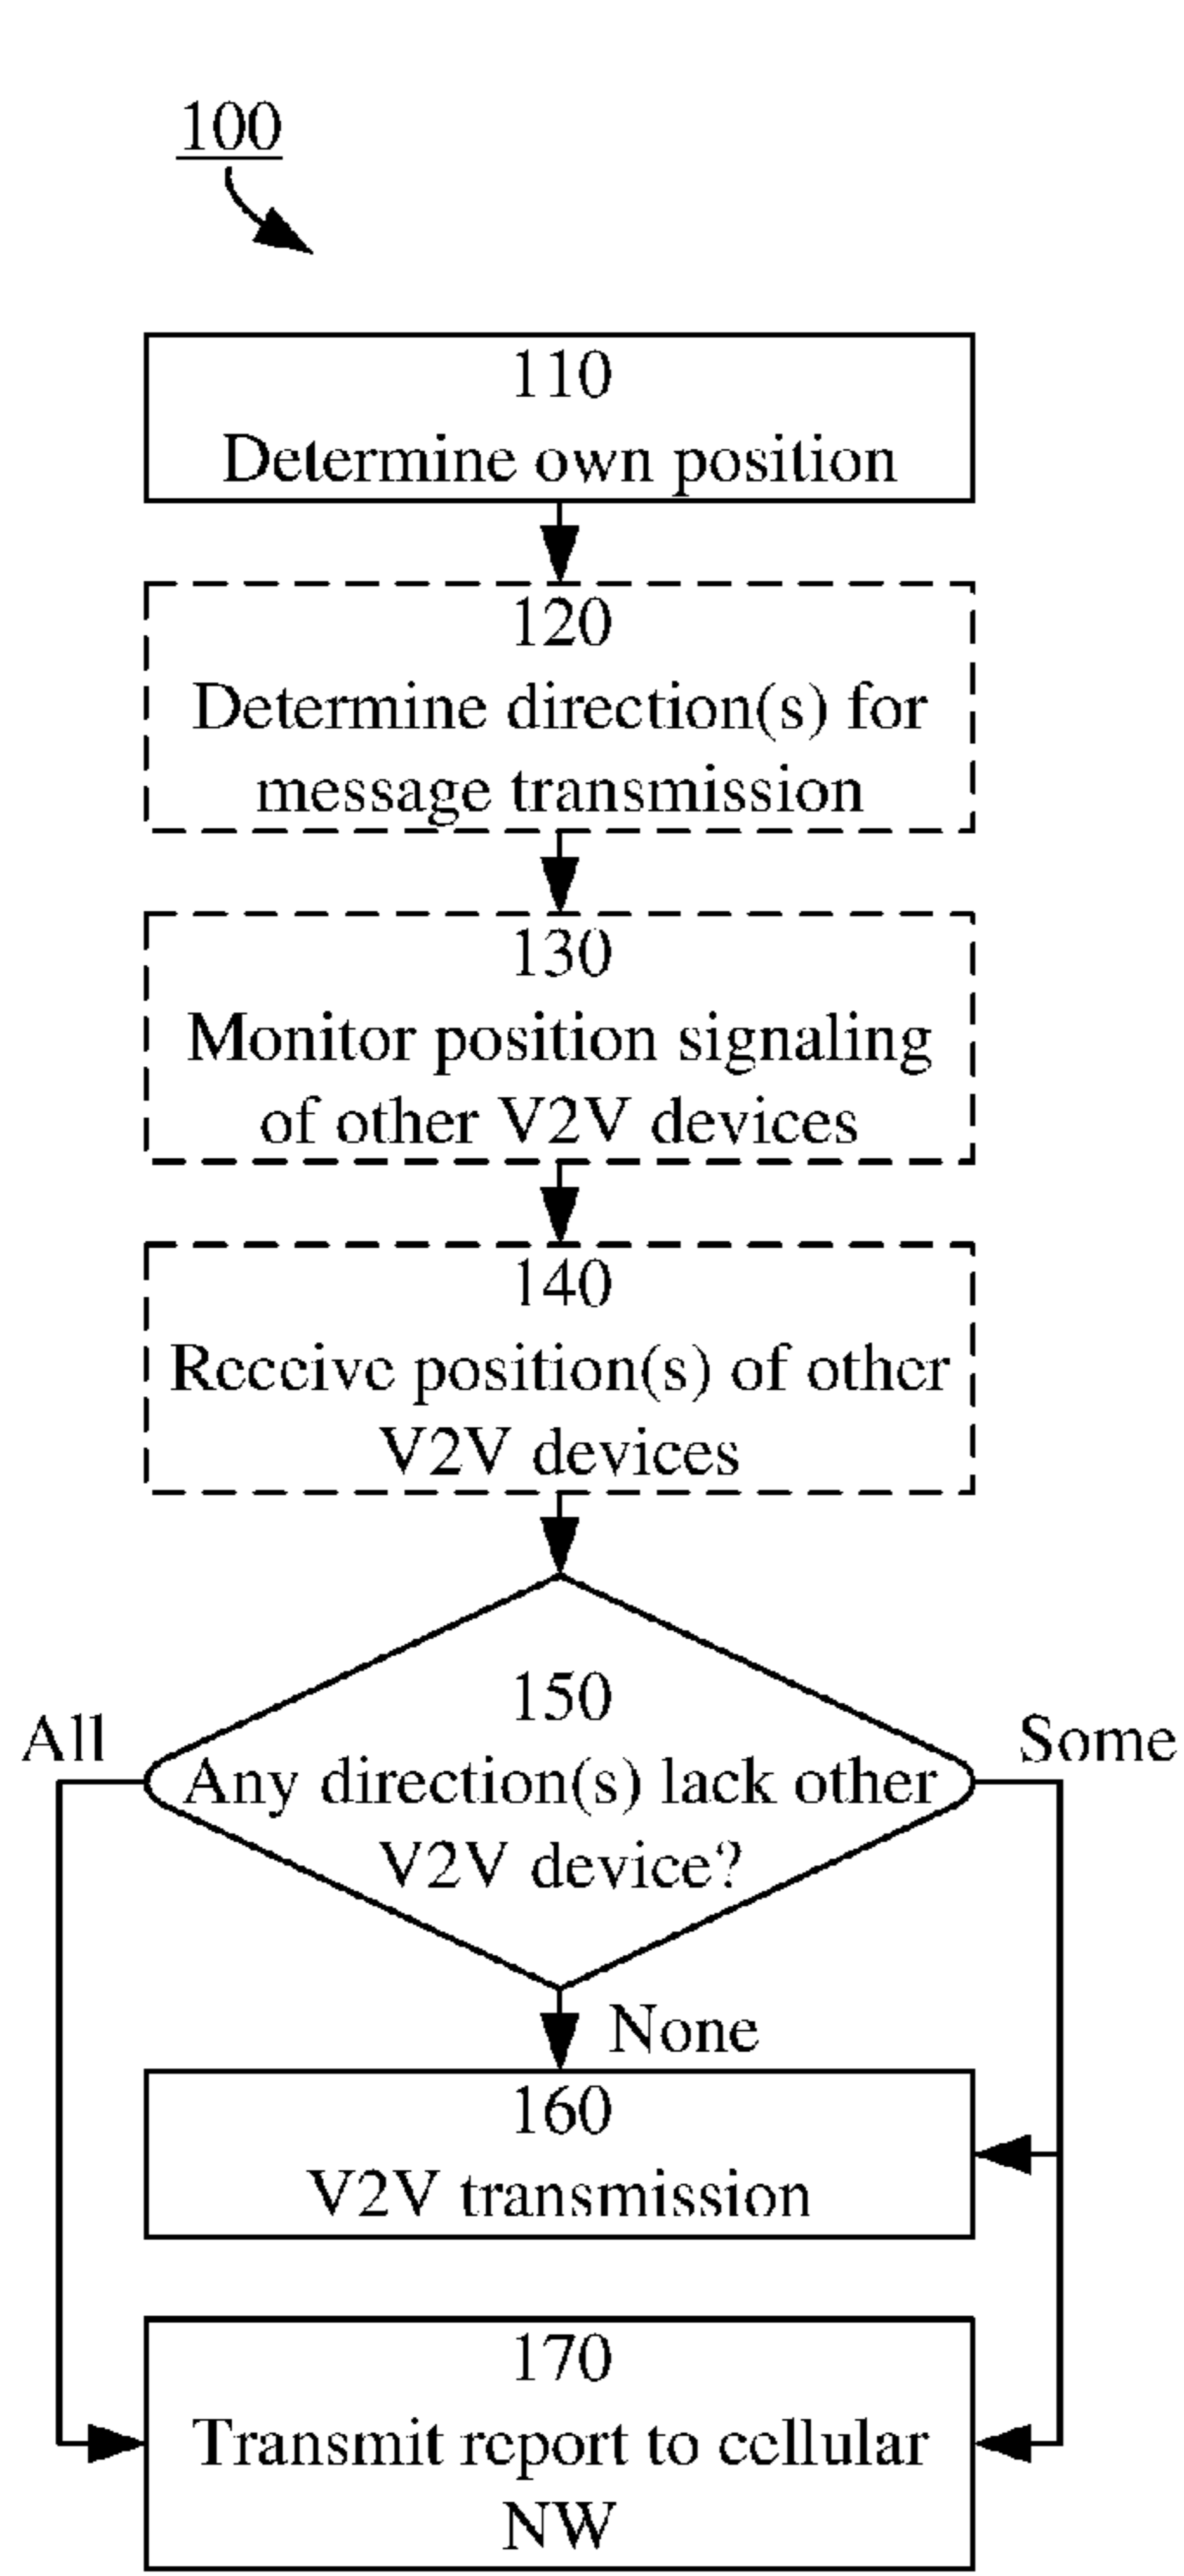 100
110
Determine own position
120
Determine direction(s) for
message transmission
130
Monitor position signaling
of other V2V devices
140
Receive position(s) of other
V2V devices
150
Any direction(s) lack other
V2V device?
All
Some
None
160
V2V transmission
170
Transmit report to cellular
NW